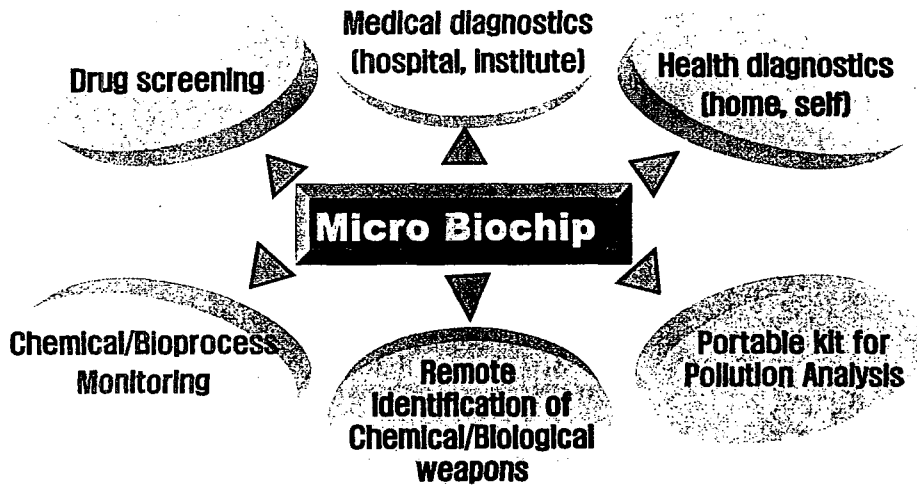 Drug screening
Medical diagnostics
(hospital, institute)
Health diagnostics
(home, self)
Micro Biochip
Chemical/Bioprocess
Monitoring
Remote
identification of
Chemical/Biological
weapons
Portable kit for
Pollution Analysis